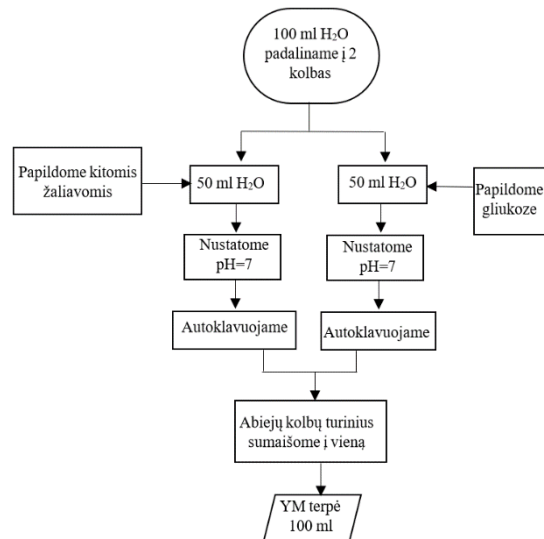 100 ml H₂O
padaliname į 2
kolbas
Papildome kitomis
žaliavomis
50 ml H₂O
50 ml H₂O
Papildome
gliukoze
Nustatome
pH=7
Nustatome
pH=7
Autoklavuojame
Autoklavuojame
Abiejų kolbų turinius
sumaišome į vieną
YM terpė
100 ml